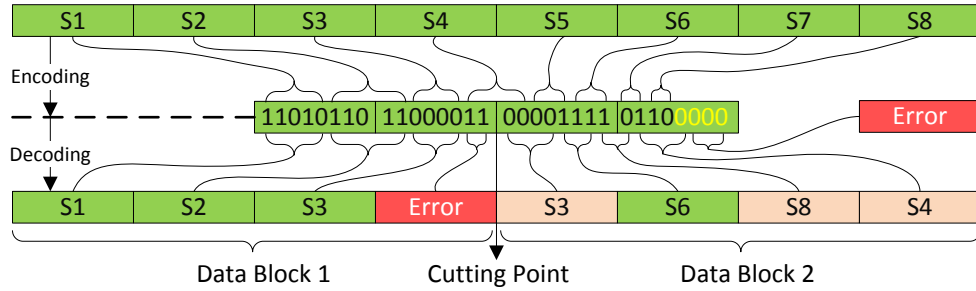 S1 S2 S3 S4 S5 S6 S7 S8
Encoding
11010110 11000011 00001111 01100000 Error
Decoding
S1 S2 S3 Error S3 S6 S8 S4
Data Block 1 Cutting Point Data Block 2